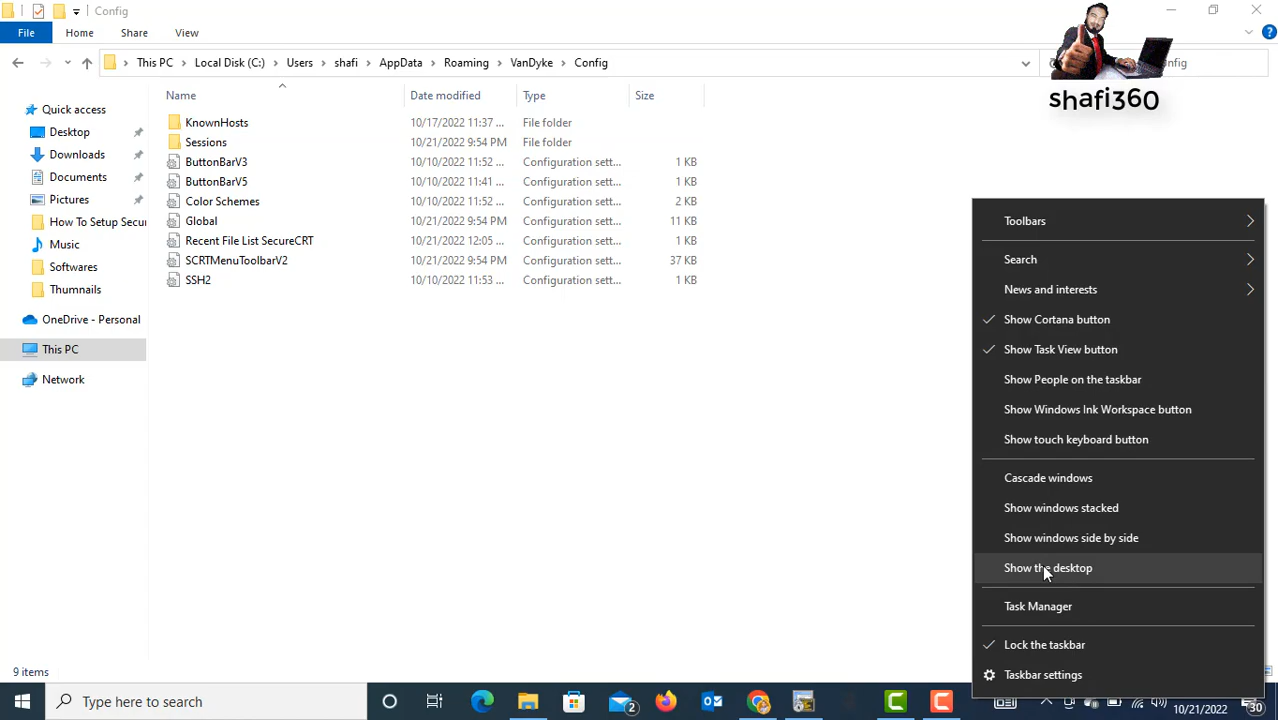 Config
File Home Share View
This PC Local Disk (C:) Users shafi AppData Roaming VanDyke Config
shafi360
Name Date modified Type Size
Quick access
Desktop
Downloads
Documents
Pictures
How To Setup Secu
Music
Softwares
Thumnails
OneDrive - Personal
This PC
Network
KnownHosts 10/17/2022 11:37 ... File folder
Sessions 10/21/2022 9:54 PM File folder
ButtonBarV3 10/10/2022 11:52 ... Configuration sett... 1 KB
ButtonBarV5 10/10/2022 11:41 ... Configuration sett... 1 KB
Color Schemes 10/10/2022 11:52 ... Configuration sett... 2 KB
Global 10/21/2022 9:54 PM Configuration sett... 11 KB
Recent File List SecureCRT 10/21/2022 12:05 ... Configuration sett... 1 KB
SCRTMenuToolbarV2 10/21/2022 9:54 PM Configuration sett... 37 KB
SSH2 10/10/2022 11:53 ... Configuration sett... 1 KB
Toolbars
Search
News and interests
Show Cortana button
Show Task View button
Show People on the taskbar
Show Windows Ink Workspace button
Show touch keyboard button
Cascade windows
Show windows stacked
Show windows side by side
Show the desktop
Task Manager
Lock the taskbar
Taskbar settings
9 items
Type here to search
2
10/21/2022
30